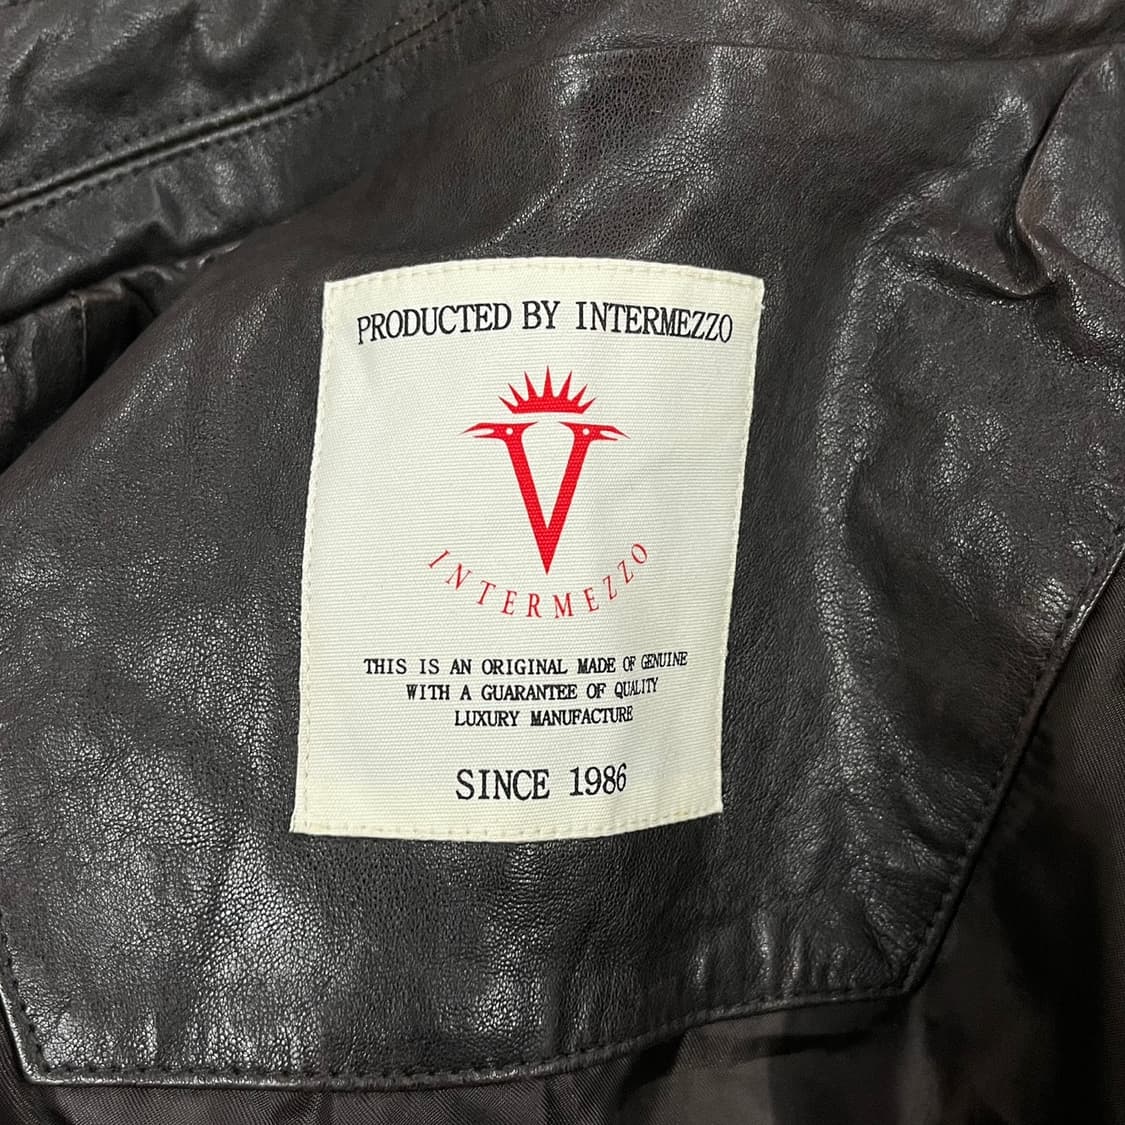 PRODUCTED BY INTERMEZZO
INTERMEZZO
THIS IS AN ORIGINAL MADE OF GENUINE
WITH A GUARANTEE OF QUALITY
LUXURY MANUFACTURE
SINCE 1986